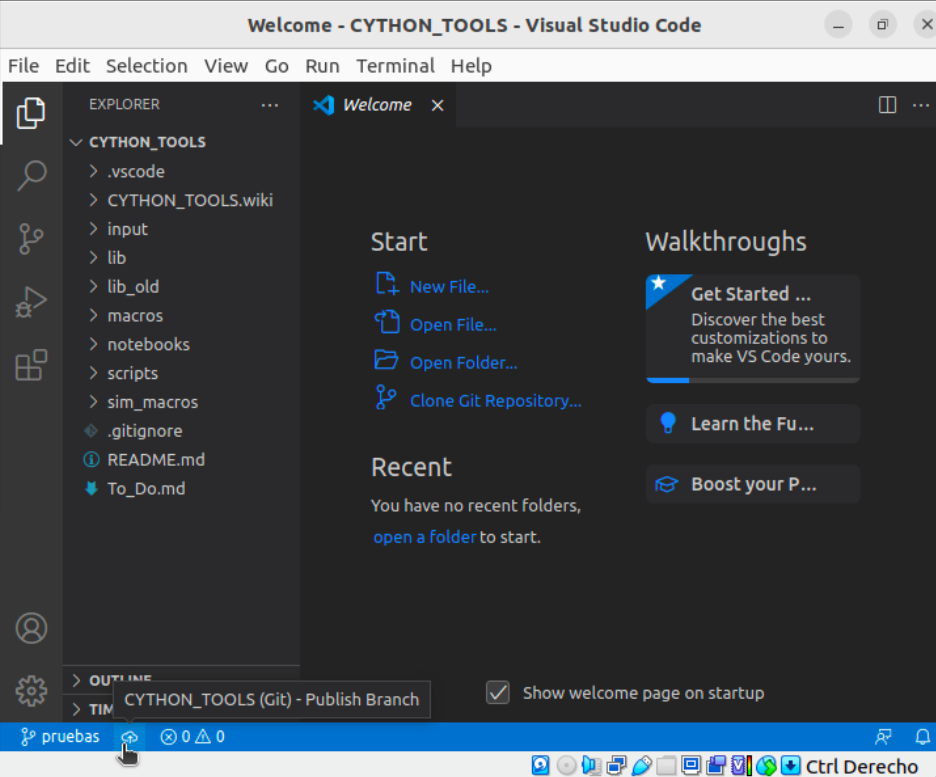 Welcome - CYTHON_TOOLS - Visual Studio Code
File Edit Selection View Go Run Terminal Help
EXPLORER
Welcome
CYTHON_TOOLS
.vscode
CYTHON_TOOLS.wiki
input
lib
lib_old
macros
notebooks
scripts
sim_macros
.gitignore
README.md
To_Do.md
Start
New File...
Open File...
Open Folder...
Clone Git Repository...
Recent
You have no recent folders,
open a folder to start.
Walkthroughs
Get Started ...
Discover the best
customizations to
make VS Code yours.
Learn the Fu...
Boost your P...
OUTLINE
TIM
CYTHON_TOOLS (Git) - Publish Branch
Show welcome page on startup
pruebas 0 0
Ctrl Derecho